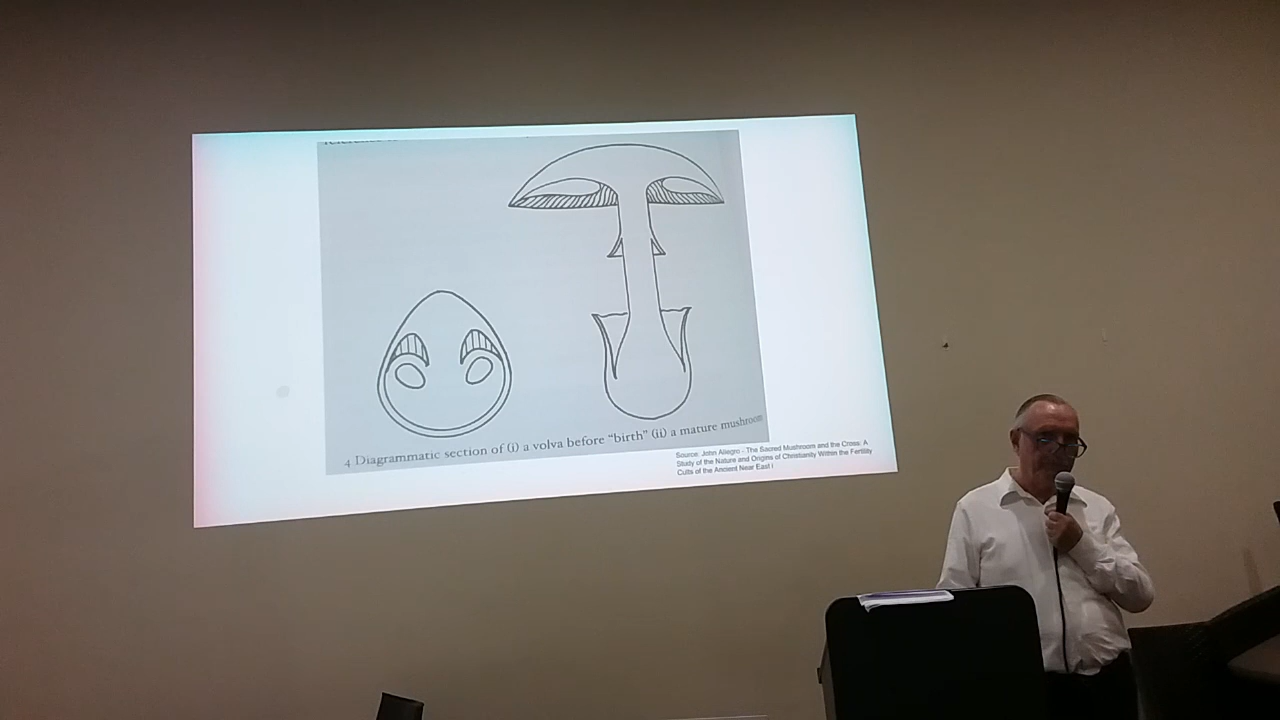 4 Diagrammatic section of (i) a volva before "birth" (ii) a mature mushroom
Source: John Allegro - The Sacred Mushroom and the Cross: A
Study of the Nature and Origins of Christianity Within the Fertility
Cults of the Ancient Near East